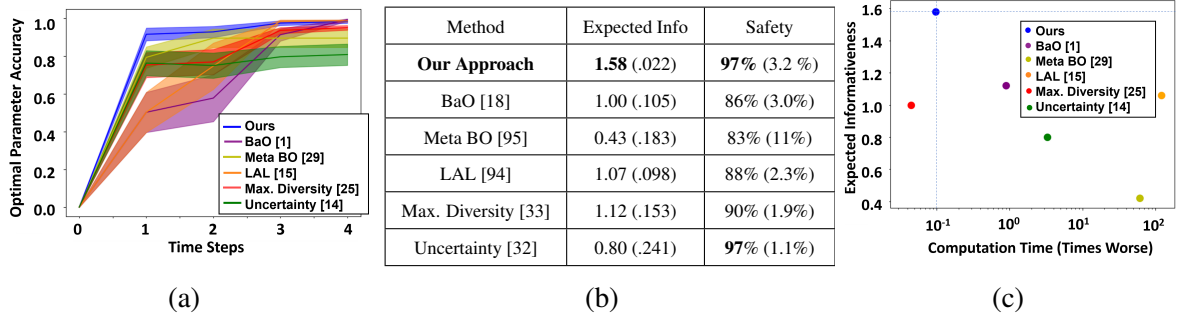 Optimal Parameter Accuracy
1.0
0.8
0.6
0.4
0.2
0.0
Ours
BaO [1]
Meta BO [29]
LAL [15]
Max. Diversity [25]
Uncertainty [14]
0 1 2 3 4
Time Steps
(a)
Method Expected Info Safety
Our Approach 1.58 (.022) 97% (3.2 %)
BaO [18] 1.00 (.105) 86% (3.0%)
Meta BO [95] 0.43 (.183) 83% (11%)
LAL [94] 1.07 (.098) 88% (2.3%)
Max. Diversity [33] 1.12 (.153) 90% (1.9%)
Uncertainty [32] 0.80 (.241) 97% (1.1%)
(b)
Expected Informativeness
1.6
1.4
1.2
1.0
0.8
0.6
0.4
Ours
BaO [1]
Meta BO [29]
LAL [15]
Max. Diversity [25]
Uncertainty [14]
10⁻¹ 10⁰ 10¹ 10²
Computation Time (Times Worse)
(c)